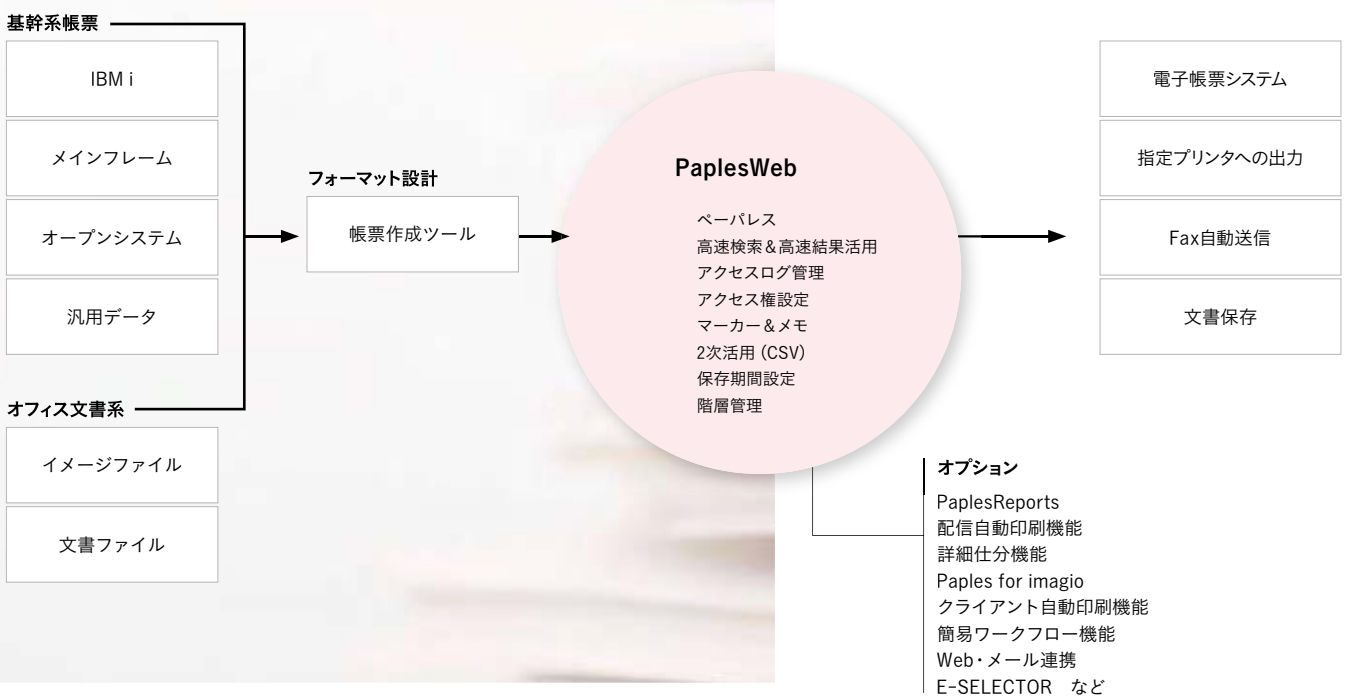 基幹系帳票
IBM i
メインフレーム
オープンシステム
汎用データ
オフィス文書系
イメージファイル
文書ファイル
フォーマット設計
帳票作成ツール
PaplesWeb
ペーパレス
高速検索&高速結果活用
アクセスログ管理
アクセス権設定
マーカー&メモ
2次活用 (CSV)
保存期間設定
階層管理
電子帳票システム
指定プリンタへの出力
Fax自動送信
文書保存
オプション
PaplesReports
配信自動印刷機能
詳細仕分機能
Paples for imagio
クライアント自動印刷機能
簡易ワークフロー機能
Web・メール連携
E-SELECTOR　など